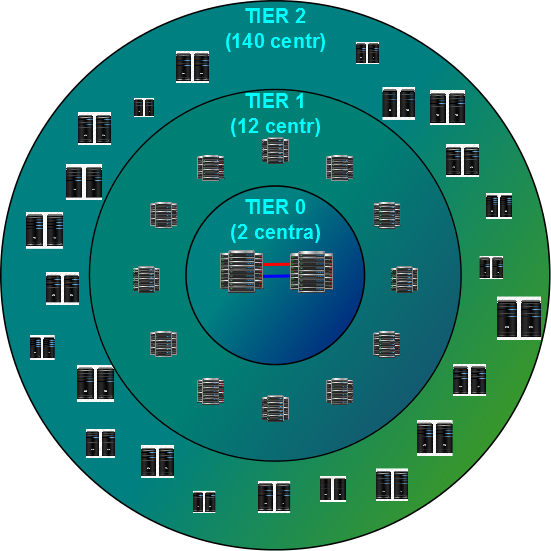 TIER 2
(140 centr)
TIER 1
(12 centr)
TIER 0
(2 centra)